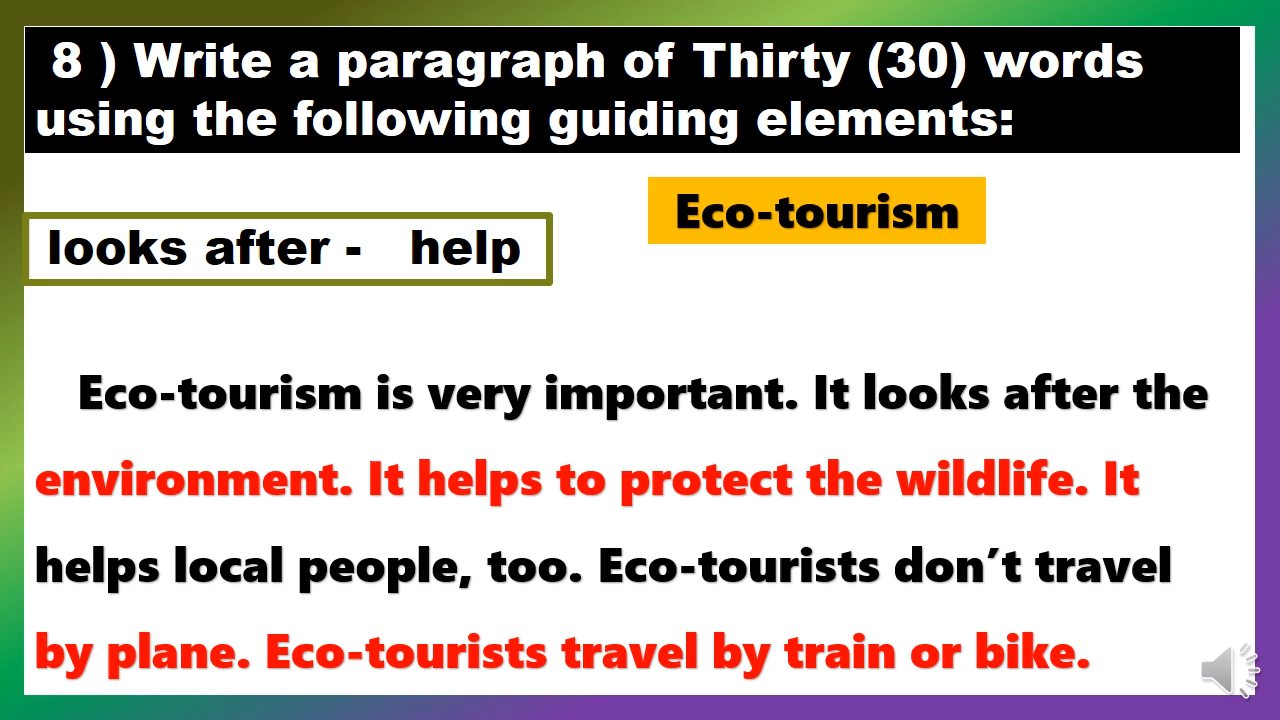 8 ) Write a paragraph of Thirty (30) words
using the following guiding elements:
Eco-tourism
looks after - help
Eco-tourism is very important. It looks after the
environment. It helps to protect the wildlife. It
helps local people, too. Eco-tourists don’t travel
by plane. Eco-tourists travel by train or bike.